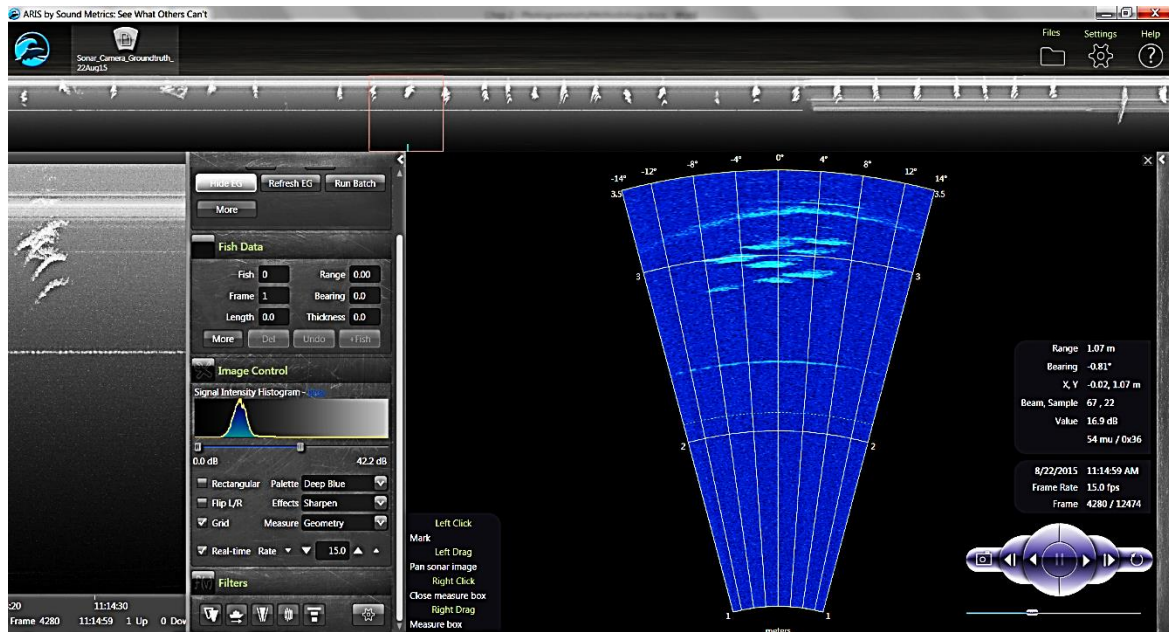 ARIS by Sound Metrics: See What Others Can't
Files Settings Help
Sonar_Camera_Groundtruth_
22Aug15
Hide EG Refresh EG Run Batch
More
Fish Data
Fish 0 Range 0.00
Frame 1 Bearing 0.0
Length 0.0 Thickness 0.0
More Del Undo +Fish
Image Control
Signal Intensity Histogram -
0.0 dB 42.2 dB
Rectangular Palette Deep Blue
Flip L/R Effects Sharpen
Grid Measure Geometry
Real-time Rate 15.0
Filters
:20 11:14:30
Frame 4280 11:14:59 1 Up 0 Dow
Left Click
Mark
Left Drag
Pan sonar image
Right Click
Close measure box
Right Drag
Measure box
-14° -12° -8° -4° 0° 4° 8° 12° 14°
3.5 3.5
3 3
2 2
1 1
meters
Range 1.07 m
Bearing -0.81°
X, Y -0.02, 1.07 m
Beam, Sample 67 , 22
Value 16.9 dB
54 mu / 0x36
8/22/2015 11:14:59 AM
Frame Rate 15.0 fps
Frame 4280 / 12474